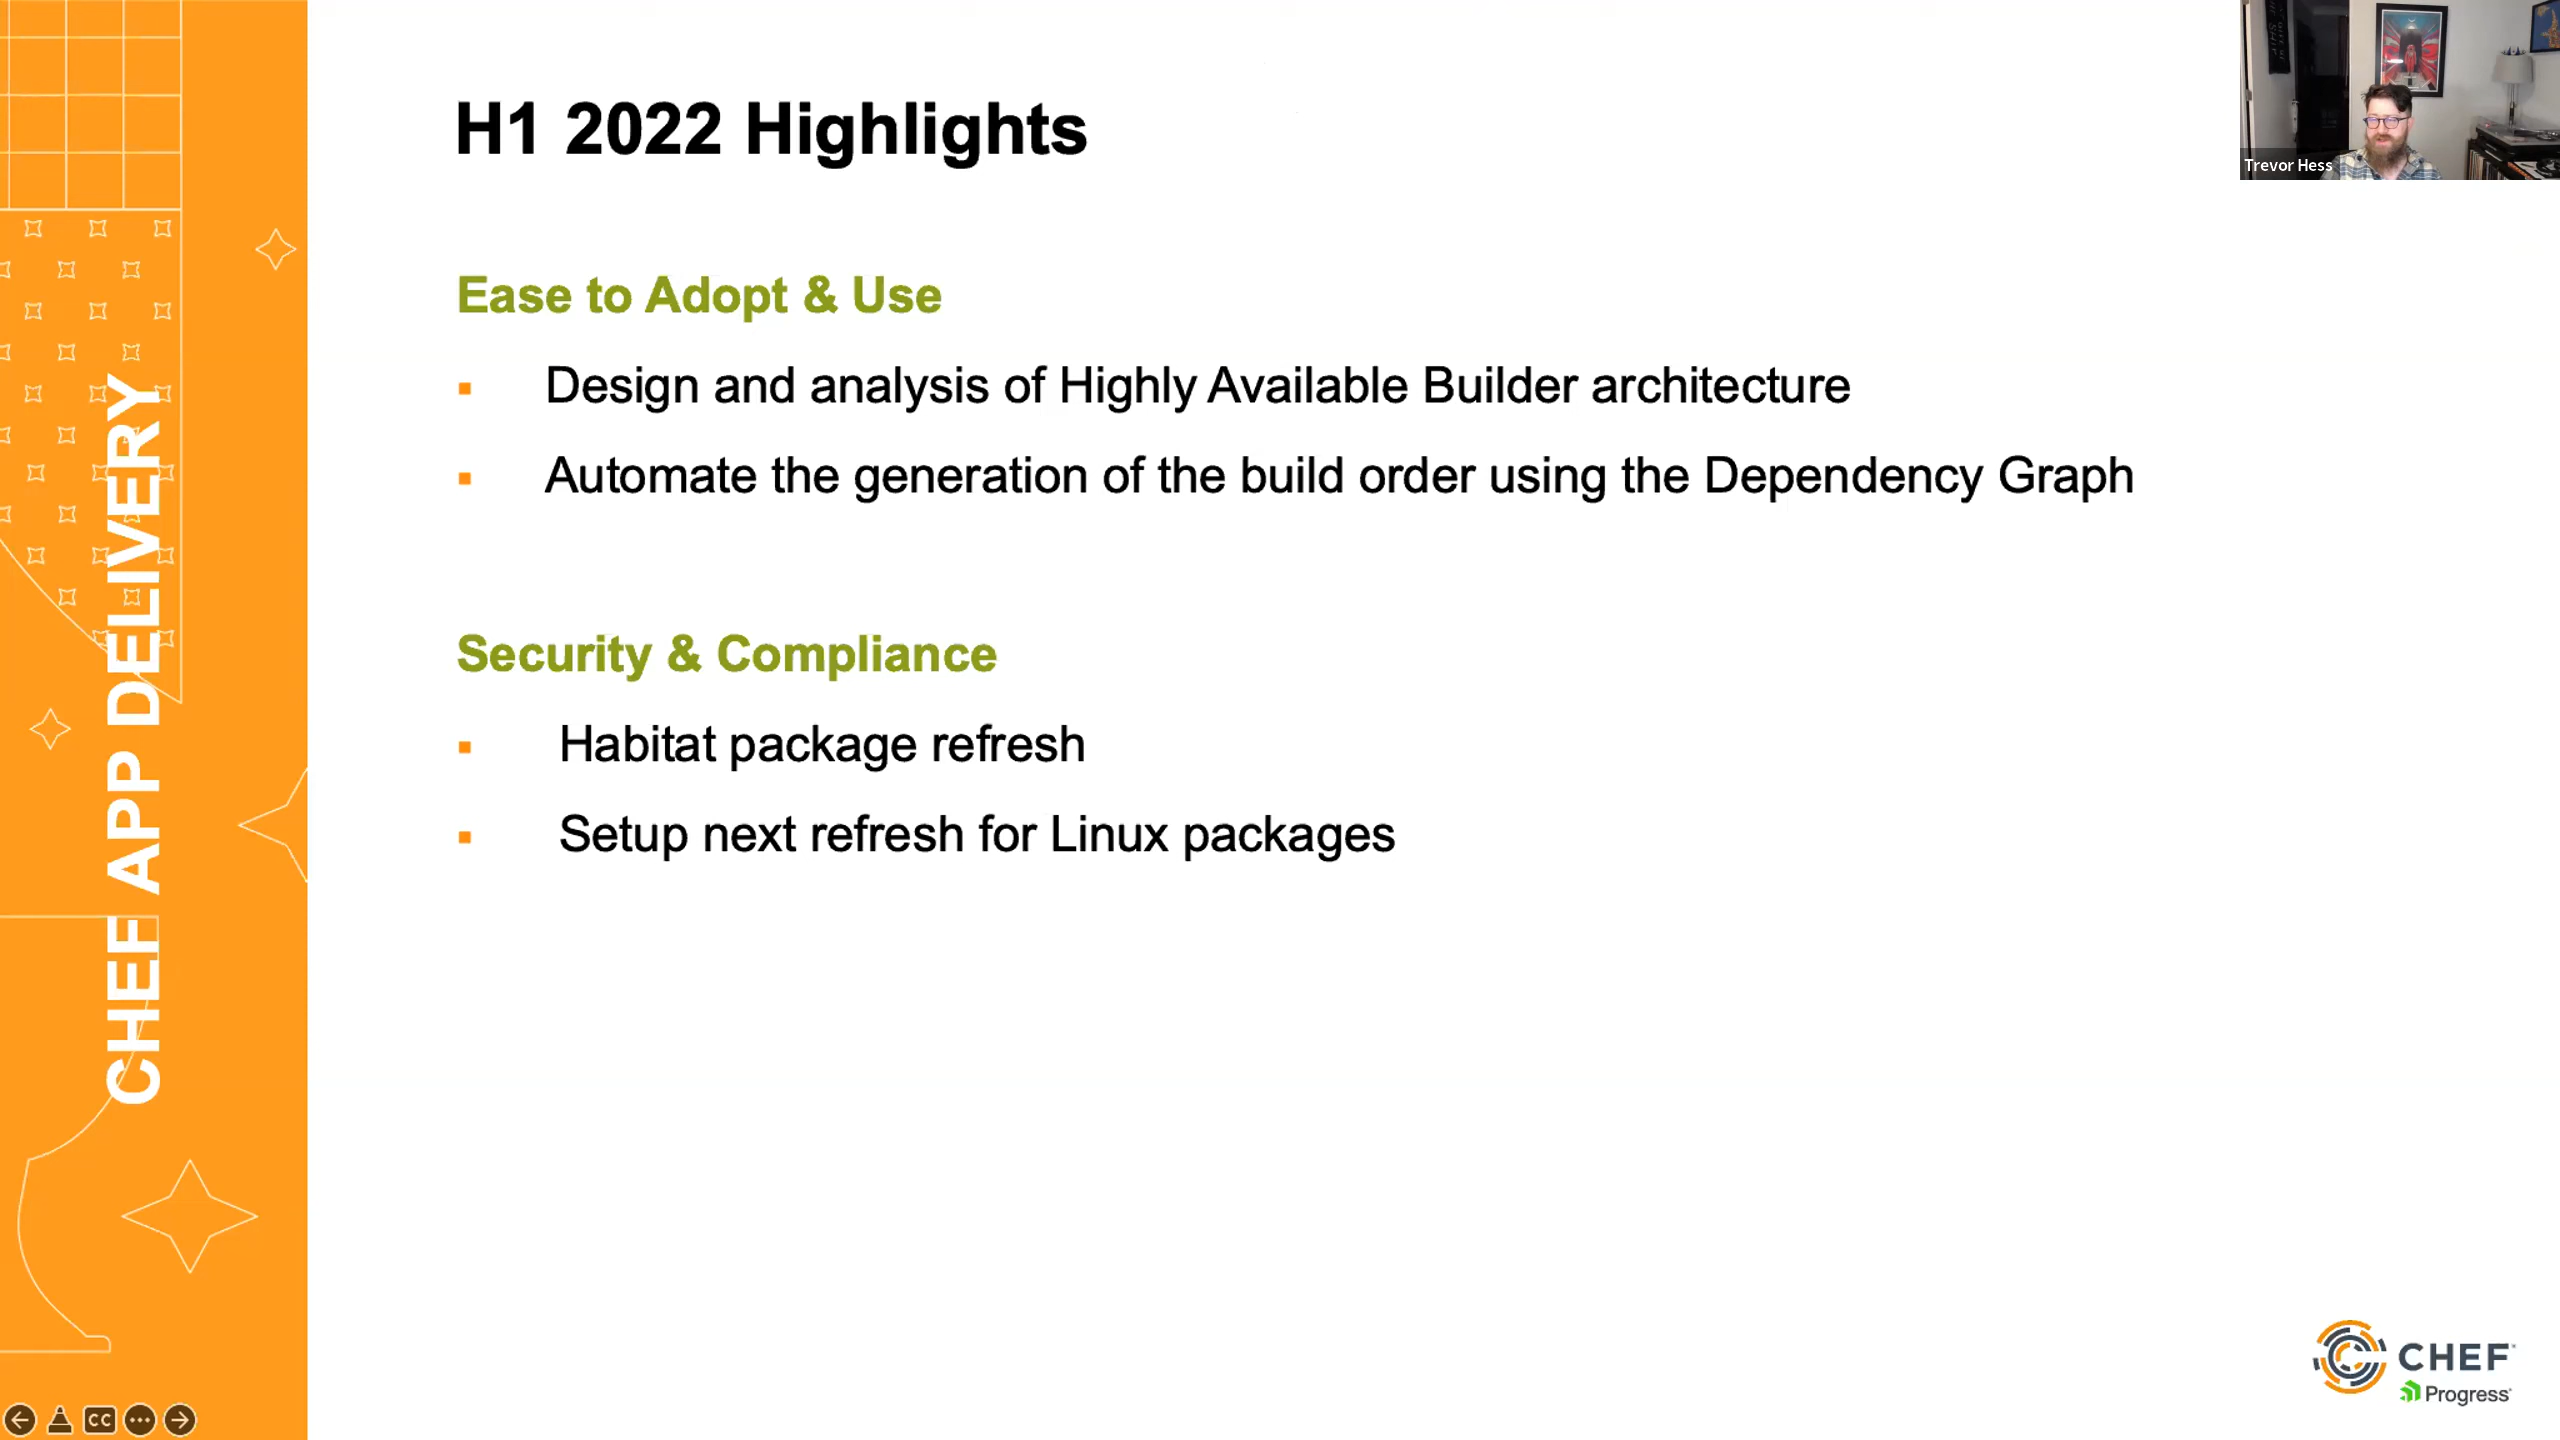 H1 2022 Highlights
Trevor Hess
Ease to Adopt & Use
Design and analysis of Highly Available Builder architecture
Automate the generation of the build order using the Dependency Graph
Security & Compliance
Habitat package refresh
Setup next refresh for Linux packages
CHEF APP DELIVERY
CHEF
Progress
CC